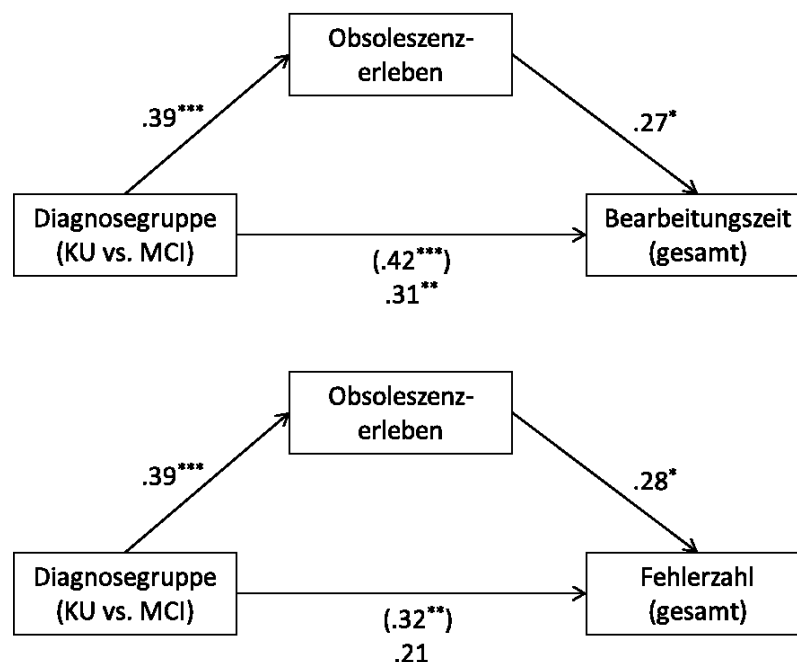 Obsoleszenz-
erleben
.39***
.27*
Diagnosegruppe
(KU vs. MCI)
Bearbeitungszeit
(gesamt)
(.42***)
.31**
Obsoleszenz-
erleben
.39***
.28*
Diagnosegruppe
(KU vs. MCI)
Fehlerzahl
(gesamt)
(.32**)
.21